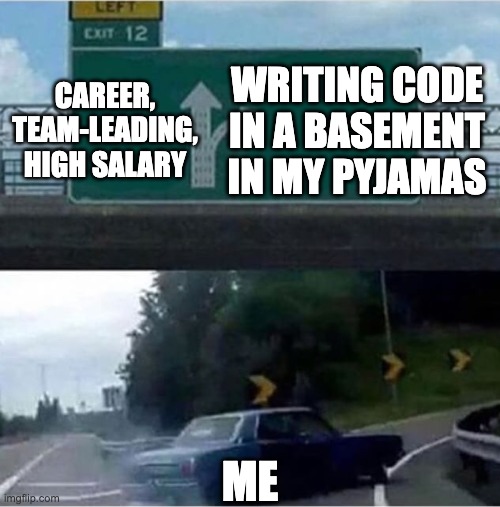 LEFT
EXIT 12
CAREER,
TEAM-LEADING,
HIGH SALARY
WRITING CODE
IN A BASEMENT
IN MY PYJAMAS
ME
imgflip.com